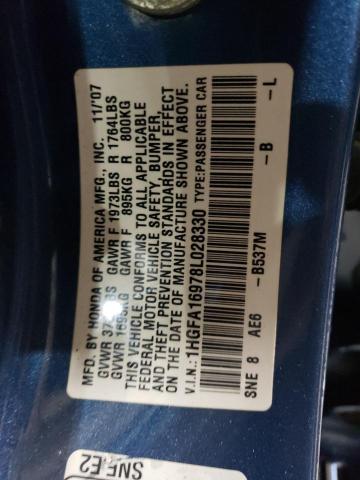 MFD. BY HONDA OF AMERICA MFG., INC. 11/'07
GAWR F 1973LBS R 1764LBS
GVWR 1695KG GAWR F 895KG R 800KG
THIS VEHICLE CONFORMS TO ALL APPLICABLE
FEDERAL MOTOR VEHICLE SAFETY, BUMPER,
AND THEFT PREVENTION STANDARDS IN EFFECT
ON THE DATE OF MANUFACTURE SHOWN ABOVE.
V.I.N.:1HGFA16978L028330 TYPE:PASSENGER CAR
SNE 8 AE6 -B537M -B -L
SNE E2